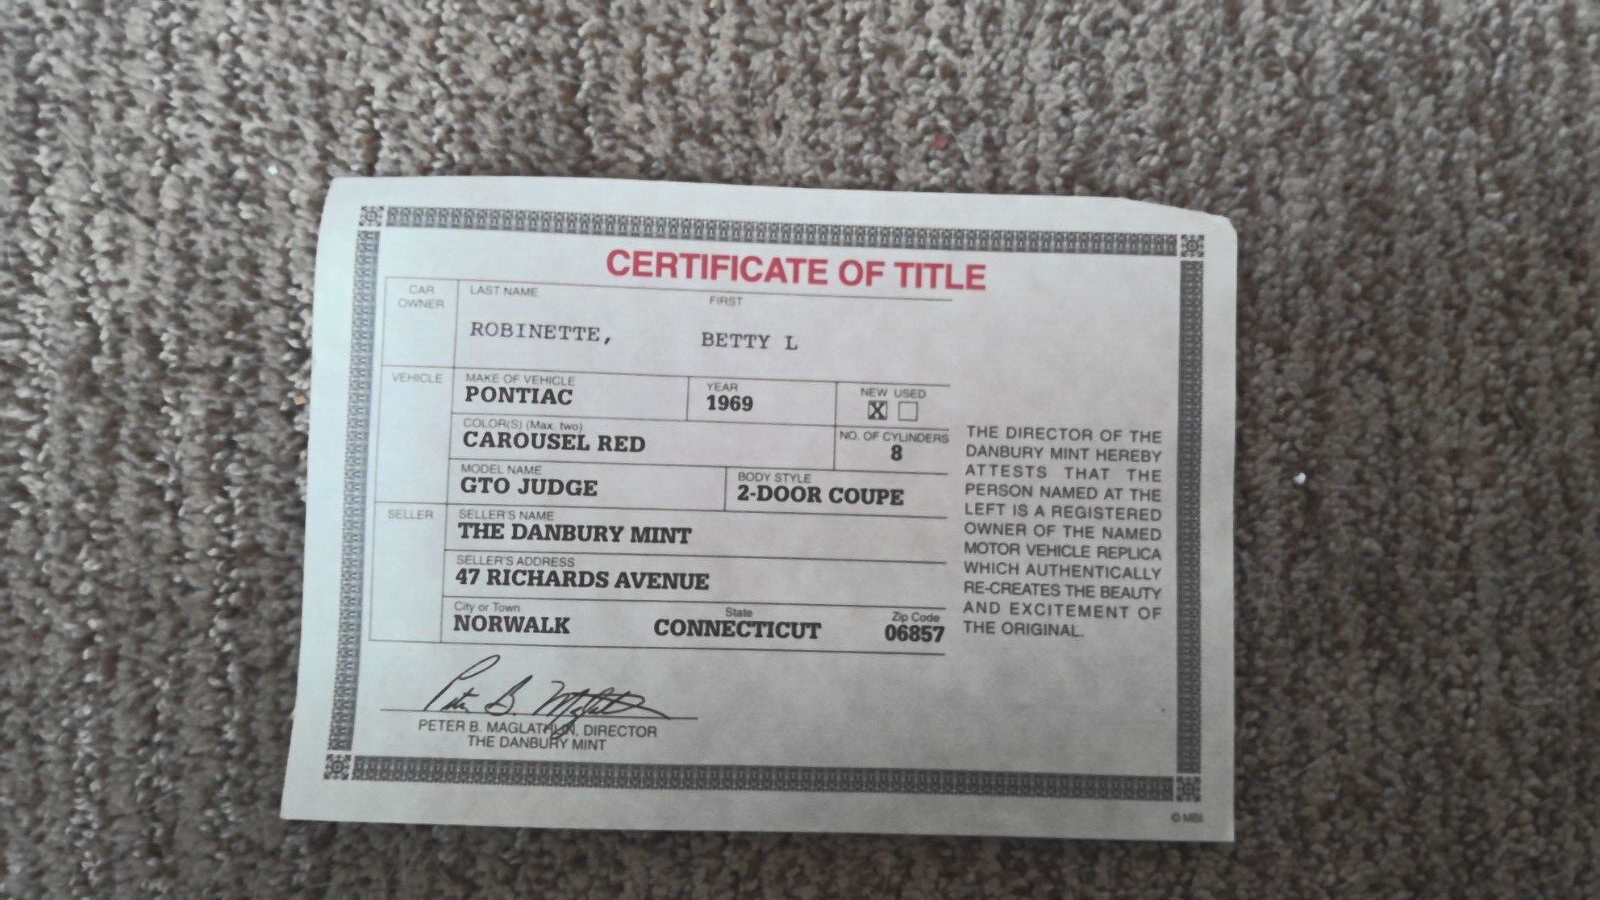 CERTIFICATE OF TITLE
CAR OWNER
LAST NAME FIRST
ROBINETTE, BETTY L
VEHICLE
MAKE OF VEHICLE YEAR NEW USED
PONTIAC 1969 X
COLOR(S) (Max. two) NO. OF CYLINDERS
CAROUSEL RED 8
MODEL NAME BODY STYLE
GTO JUDGE 2-DOOR COUPE
SELLER
SELLER'S NAME
THE DANBURY MINT
SELLER'S ADDRESS
47 RICHARDS AVENUE
City or Town State Zip Code
NORWALK CONNECTICUT 06857
THE DIRECTOR OF THE
DANBURY MINT HEREBY
ATTESTS THAT THE
PERSON NAMED AT THE
LEFT IS A REGISTERED
OWNER OF THE NAMED
MOTOR VEHICLE REPLICA
WHICH AUTHENTICALLY
RE-CREATES THE BEAUTY
AND EXCITEMENT OF
THE ORIGINAL.
Peter B. Maglathlin
PETER B. MAGLATHLIN, DIRECTOR
THE DANBURY MINT
© MBI